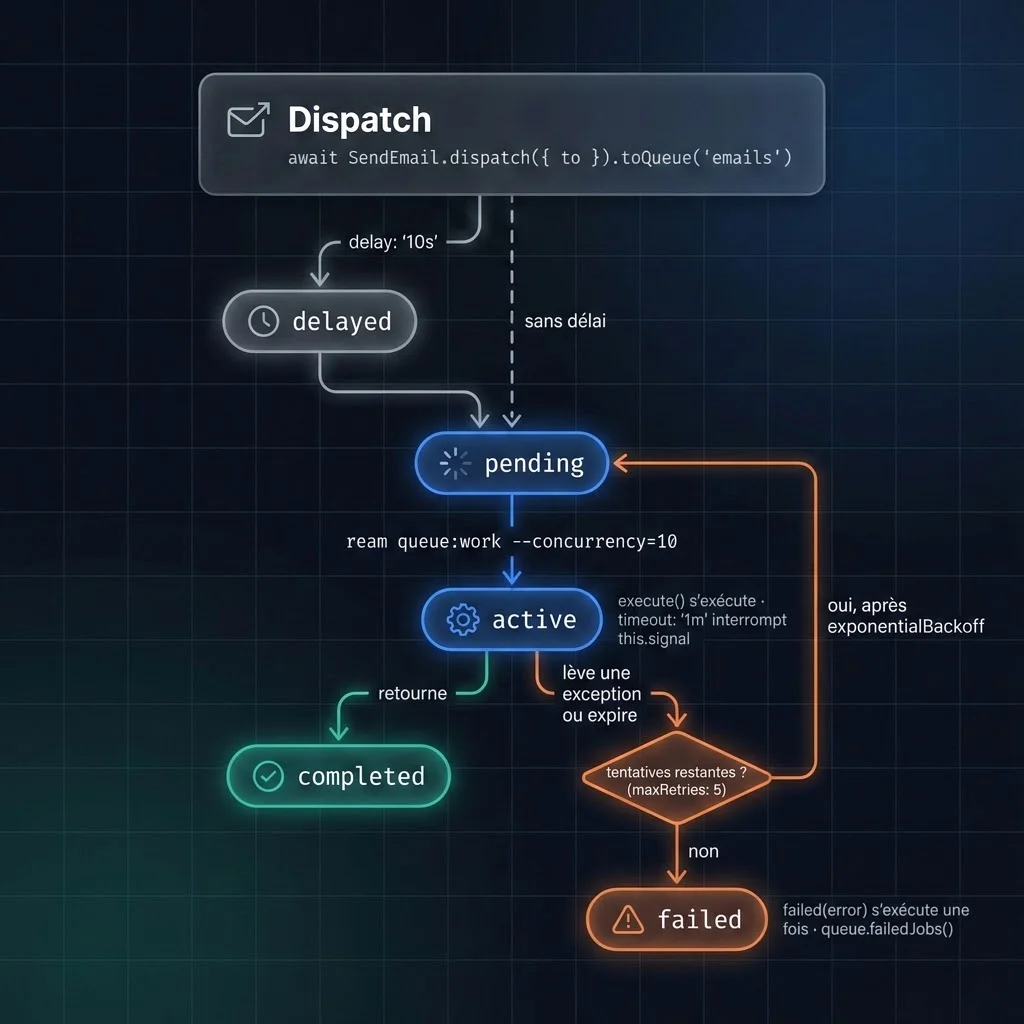 Dispatch
await SendEmail.dispatch({ to }).toQueue('emails')
delay: '10s'
delayed
sans délai
pending
ream queue:work --concurrency=10
active
execute() s'exécute ·
timeout: '1m' interrompt
this.signal
oui, après
exponentialBackoff
retourne
lève une
exception
ou expire
completed
tentatives restantes ?
(maxRetries: 5)
non
failed
failed(error) s'exécute une
fois · queue.failedJobs()